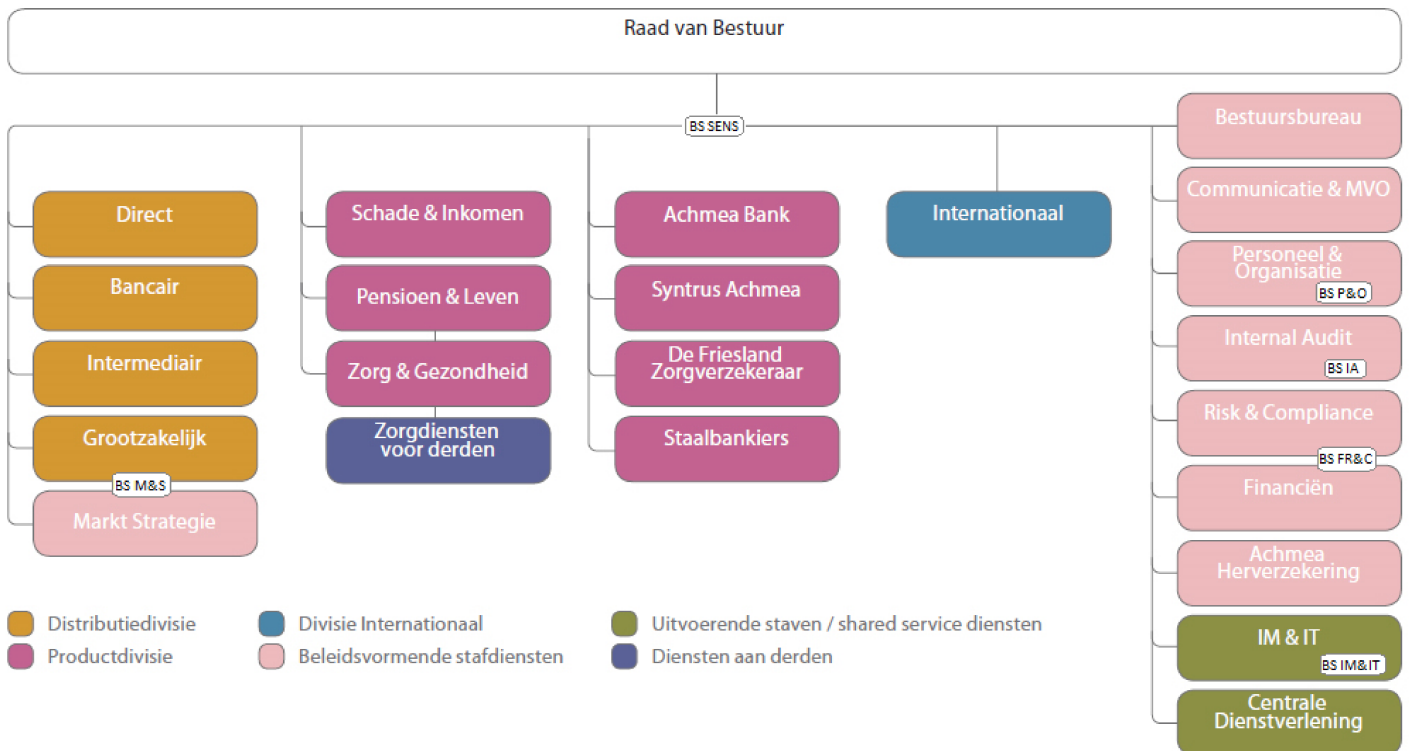 Raad van Bestuur
BS SENS
Direct
Bancair
Intermediair
Grootzakelijk
BS M&S
Markt Strategie
Schade & Inkomen
Pensioen & Leven
Zorg & Gezondheid
Zorgdiensten
voor derden
Achmea Bank
Syntrus Achmea
De Friesland
Zorgverzekeraar
Staalbankiers
Internationaal
Bestuursbureau
Communicatie & MVO
Personeel &
Organisatie
BS P&O
Internal Audit
BS IA
Risk & Compliance
BS FR&C
Financiën
Achmea
Herverzekering
IM & IT
BS IM&IT
Centrale
Dienstverlening
Distributiedivisie
Productdivisie
Divisie Internationaal
Beleidsvormende stafdiensten
Uitvoerende staven / shared service diensten
Diensten aan derden